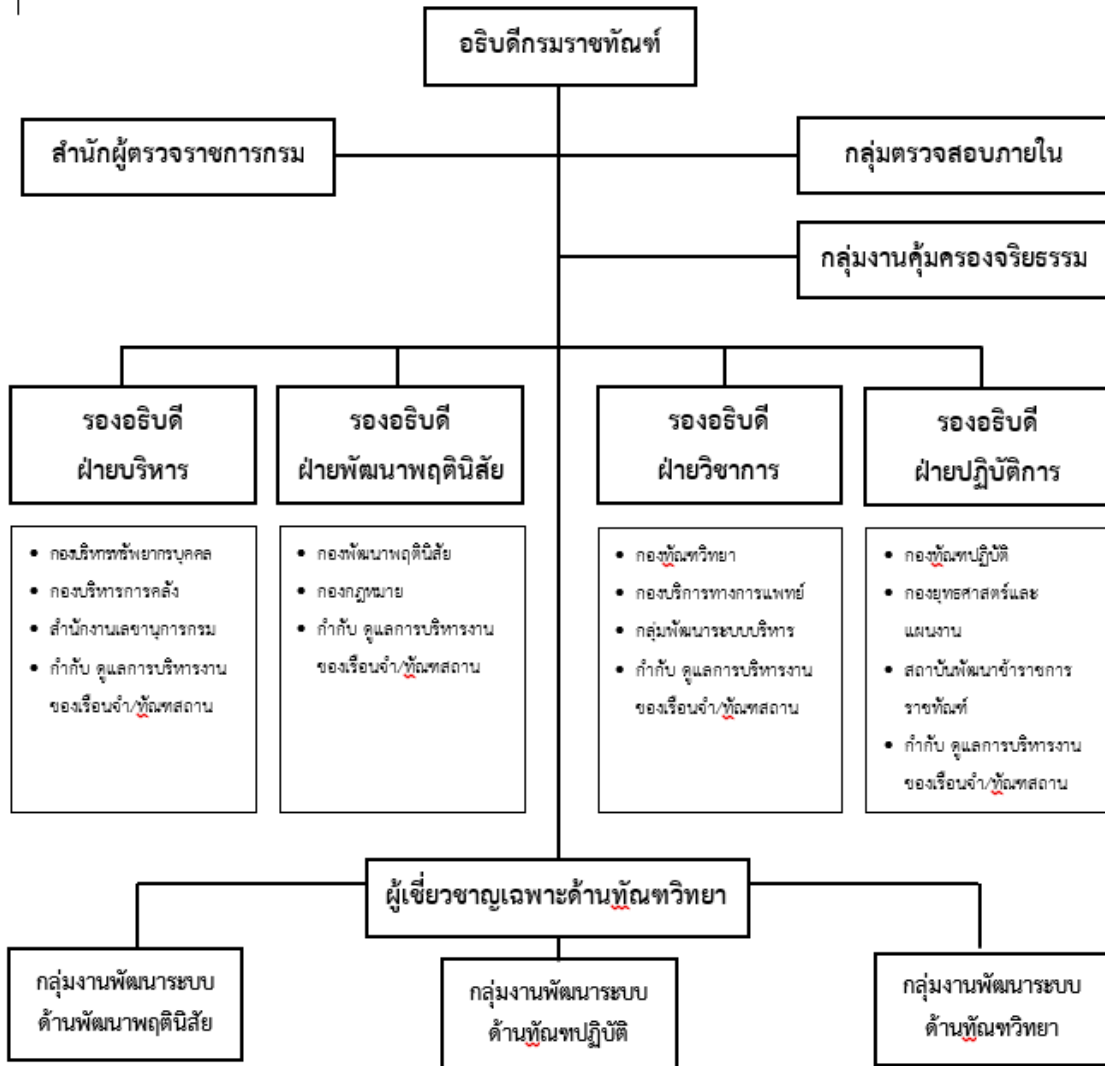 อธิบดีกรมราชทัณฑ์
สำนักผู้ตรวจราชการกรม
กลุ่มตรวจสอบภายใน
กลุ่มงานคุ้มครองจริยธรรม
รองอธิบดี
ฝ่ายบริหาร
รองอธิบดี
ฝ่ายพัฒนาพฤตินิสัย
รองอธิบดี
ฝ่ายวิชาการ
รองอธิบดี
ฝ่ายปฏิบัติการ
• กองบริหารทรัพยากรบุคคล
• กองบริหารการคลัง
• สำนักงานเลขานุการกรม
• กำกับ ดูแลการบริหารงาน
ของเรือนจำ/ทัณฑสถาน
• กองพัฒนาพฤตินิสัย
• กองกฎหมาย
• กำกับ ดูแลการบริหารงาน
ของเรือนจำ/ทัณฑสถาน
• กองทัณฑวิทยา
• กองบริการทางการแพทย์
• กลุ่มพัฒนาระบบบริหาร
• กำกับ ดูแลการบริหารงาน
ของเรือนจำ/ทัณฑสถาน
• กองทัณฑปฏิบัติ
• กองยุทธศาสตร์และ
แผนงาน
• สถาบันพัฒนาข้าราชการ
ราชทัณฑ์
• กำกับ ดูแลการบริหารงาน
ของเรือนจำ/ทัณฑสถาน
ผู้เชี่ยวชาญเฉพาะด้านทัณฑวิทยา
กลุ่มงานพัฒนาระบบ
ด้านพัฒนาพฤตินิสัย
กลุ่มงานพัฒนาระบบ
ด้านทัณฑปฏิบัติ
กลุ่มงานพัฒนาระบบ
ด้านทัณฑวิทยา